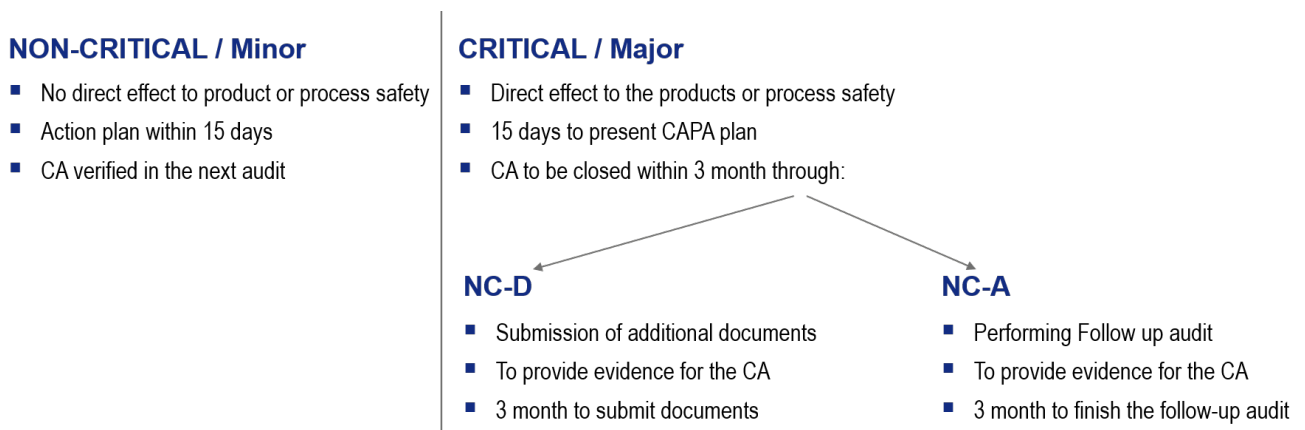 NON-CRITICAL / Minor
▪ No direct effect to product or process safety
▪ Action plan within 15 days
▪ CA verified in the next audit
CRITICAL / Major
▪ Direct effect to the products or process safety
▪ 15 days to present CAPA plan
▪ CA to be closed within 3 month through:
NC-D
▪ Submission of additional documents
▪ To provide evidence for the CA
▪ 3 month to submit documents
NC-A
▪ Performing Follow up audit
▪ To provide evidence for the CA
▪ 3 month to finish the follow-up audit